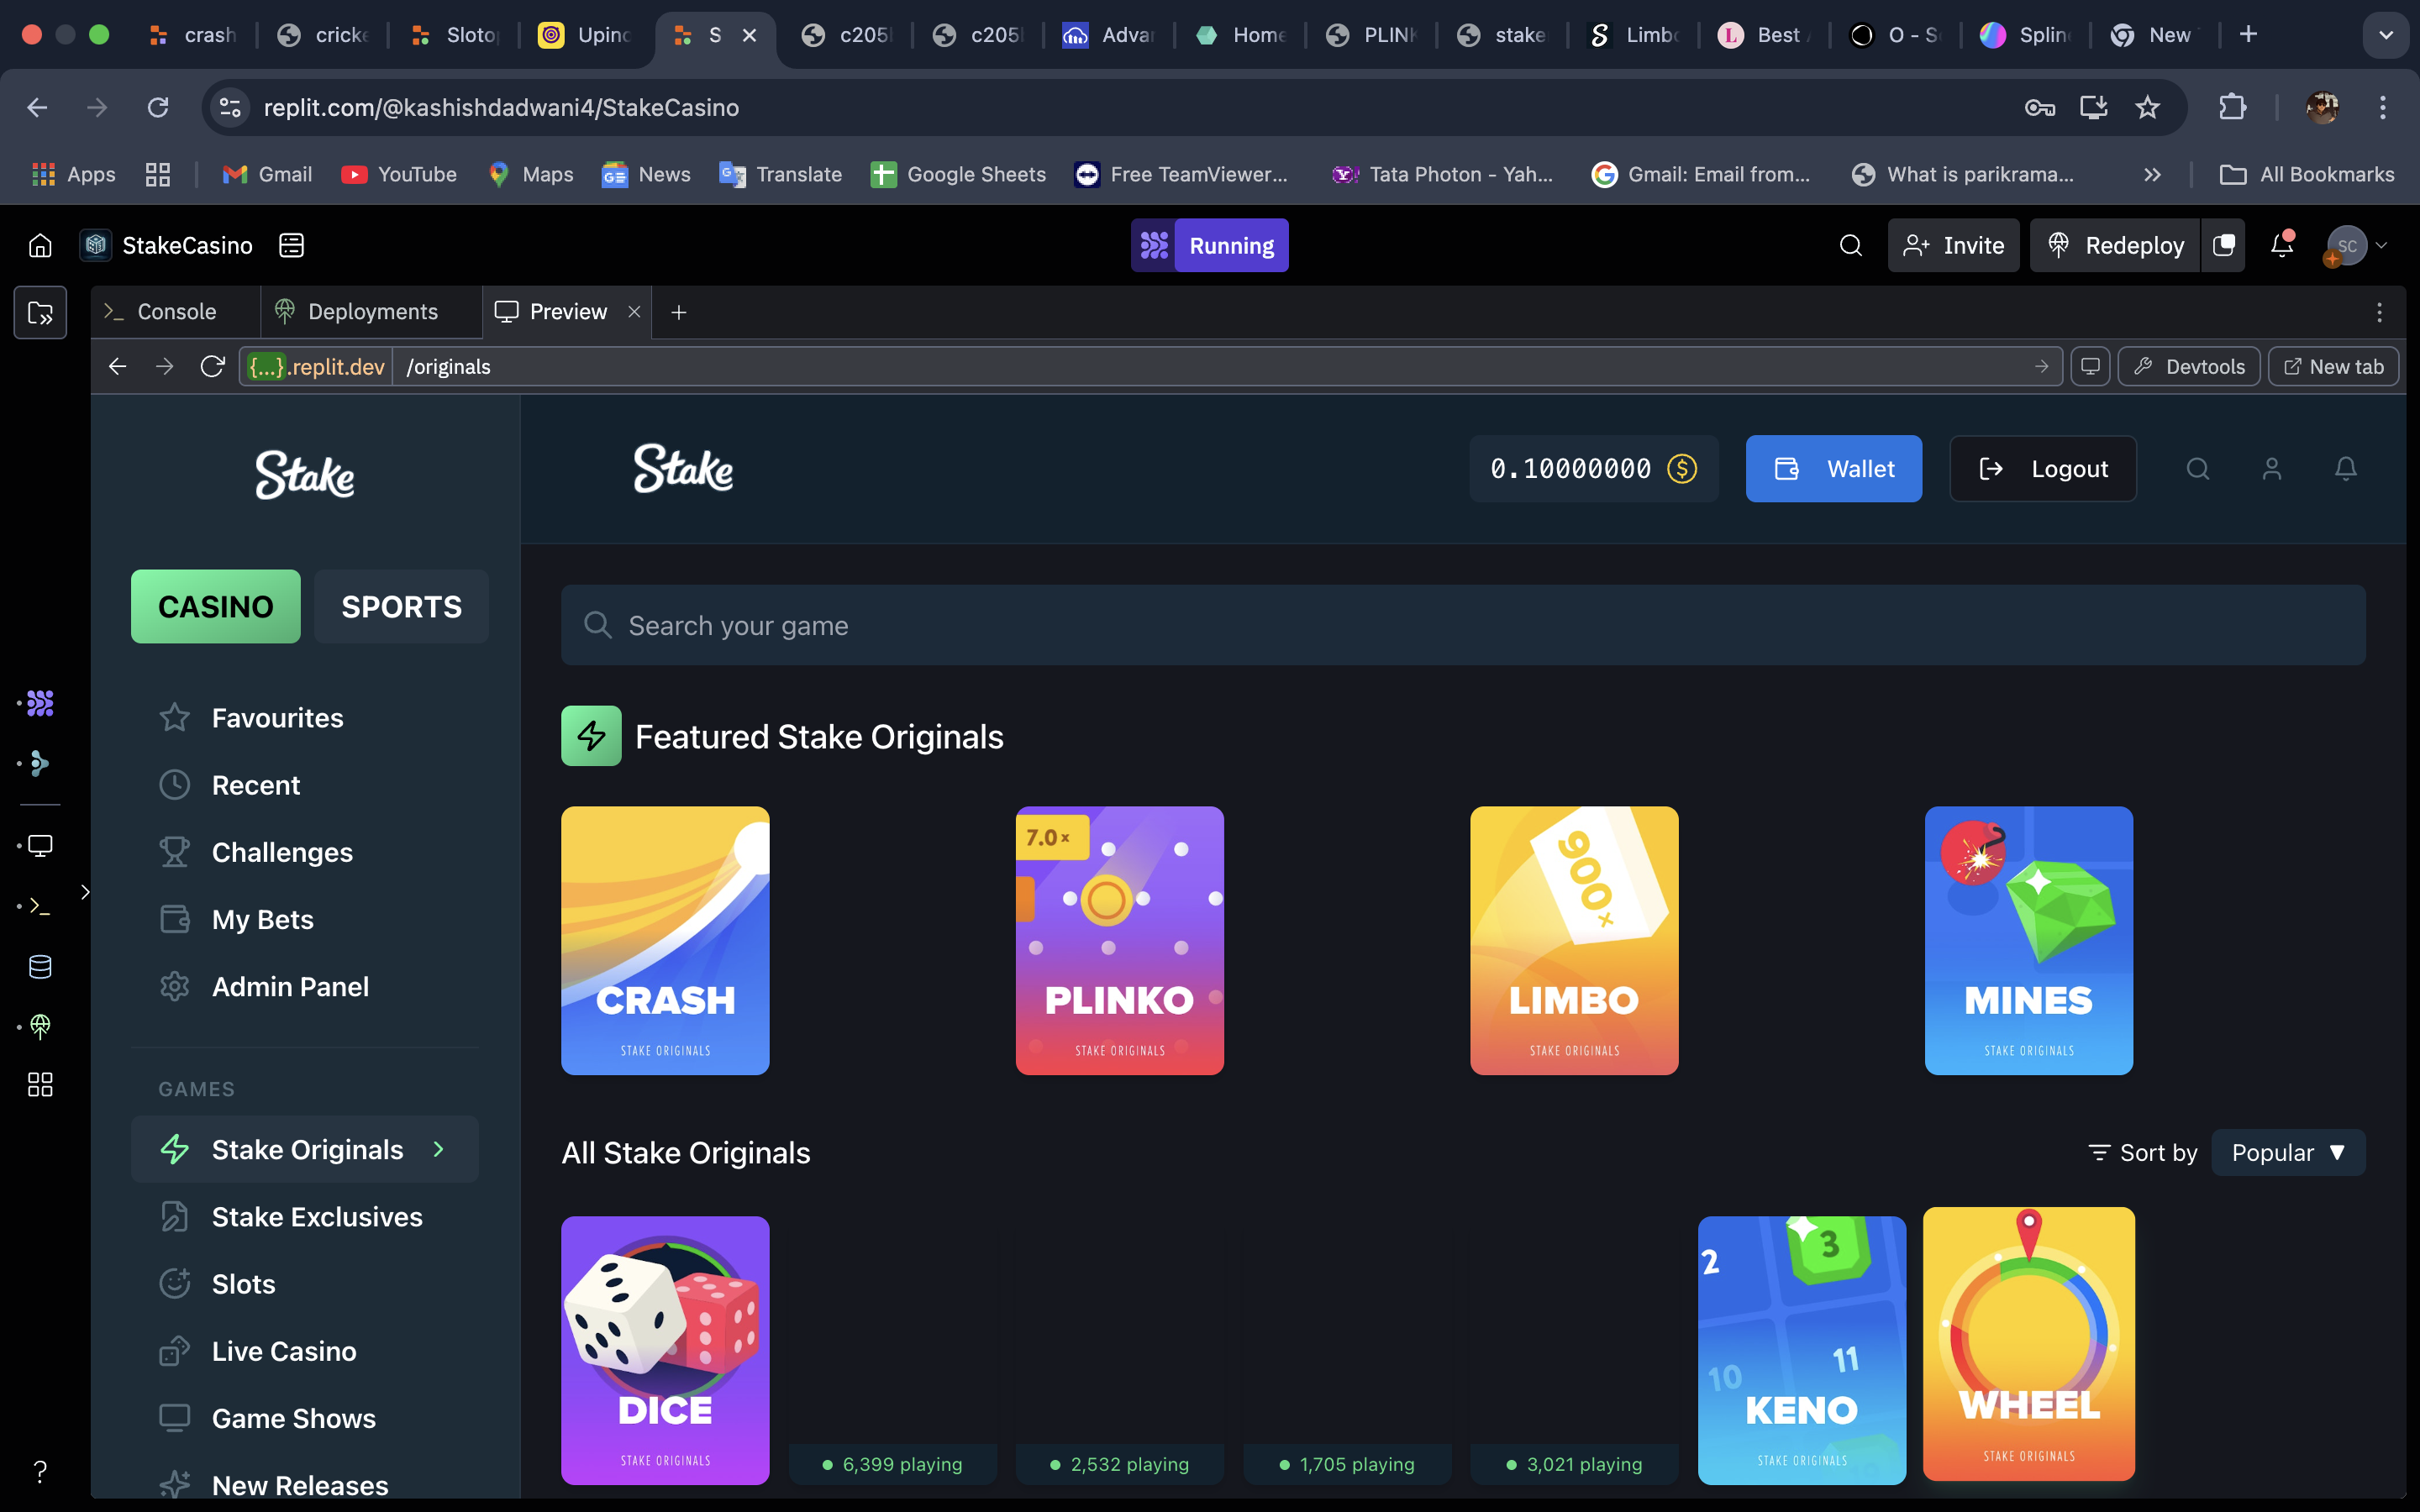 crash
cricke
Sloto
Upinc
S
c205
c205
Adva
Home
PLINK
stake
Limbo
Best
O - S
Splin
New
replit.com/@kashishdadwani4/StakeCasino
Apps
Gmail
YouTube
Maps
News
Translate
Google Sheets
Free TeamViewer...
Tata Photon - Yah...
Gmail: Email from...
What is parikrama...
All Bookmarks
StakeCasino
Running
Invite
Redeploy
SC
Console
Deployments
Preview
{...}.replit.dev
/originals
Devtools
New tab
Stake
Stake
0.10000000
Wallet
Logout
CASINO
SPORTS
Search your game
Favourites
Recent
Challenges
My Bets
Admin Panel
GAMES
Stake Originals
Stake Exclusives
Slots
Live Casino
Game Shows
New Releases
Featured Stake Originals
CRASH
STAKE ORIGINALS
7.0×
PLINKO
STAKE ORIGINALS
900×
LIMBO
STAKE ORIGINALS
MINES
STAKE ORIGINALS
All Stake Originals
Sort by
Popular ▼
DICE
STAKE ORIGINALS
6,399 playing
2,532 playing
1,705 playing
3,021 playing
2
3
10
11
KENO
STAKE ORIGINALS
WHEEL
STAKE ORIGINALS